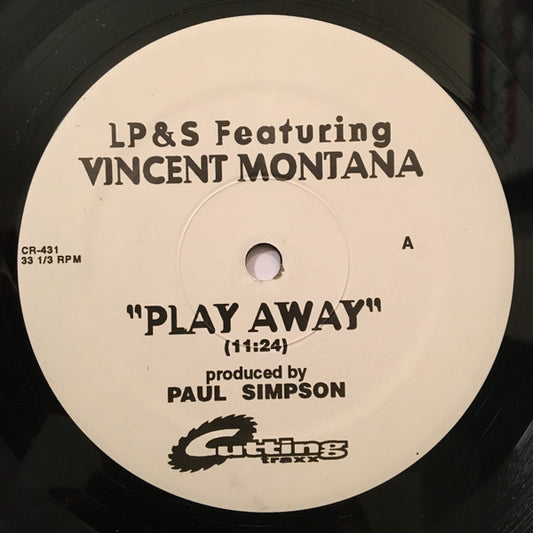 LP&S Featuring
VINCENT MONTANA
CR-431
33 1/3 RPM
A
"PLAY AWAY"
(11:24)
produced by
PAUL SIMPSON
Cutting
traxx